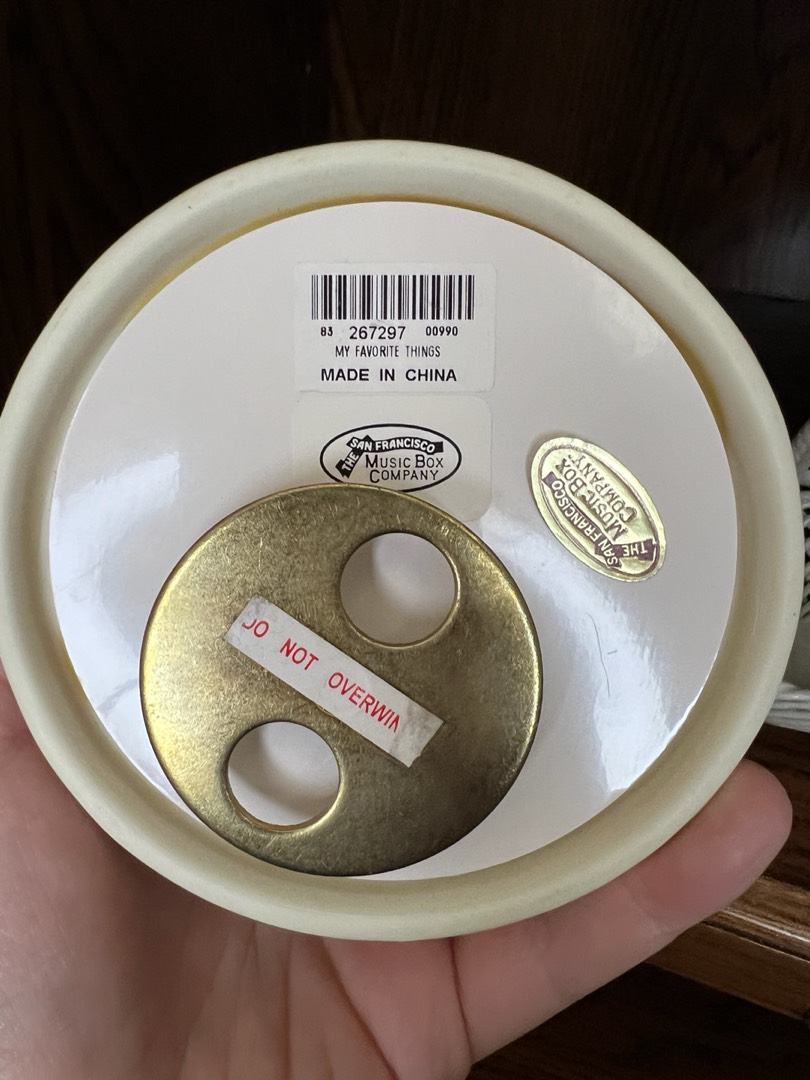 83 267297 00990
MY FAVORITE THINGS
MADE IN CHINA
THE SAN FRANCISCO
MUSIC BOX
COMPANY
THE SAN FRANCISCO
MUSIC BOX
COMPANY
DO NOT OVERWIN